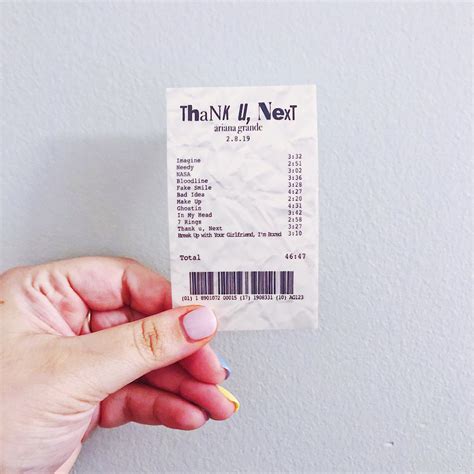 ThaNK U, NexT
ariana grande
2.8.19
Imagine 3:32
Needy 2:51
NASA 3:02
Bloodline 3:36
Fake Smile 3:28
Bad Idea 4:27
Make Up 2:20
Ghostin 4:31
In My Head 3:42
7 Rings 2:58
Thank u, Next 3:27
Break Up with Your Girlfriend, I'm Bored 3:10
Total 46:47
(01) 1 8901072 00015 (17) 1908331 (10) AC123